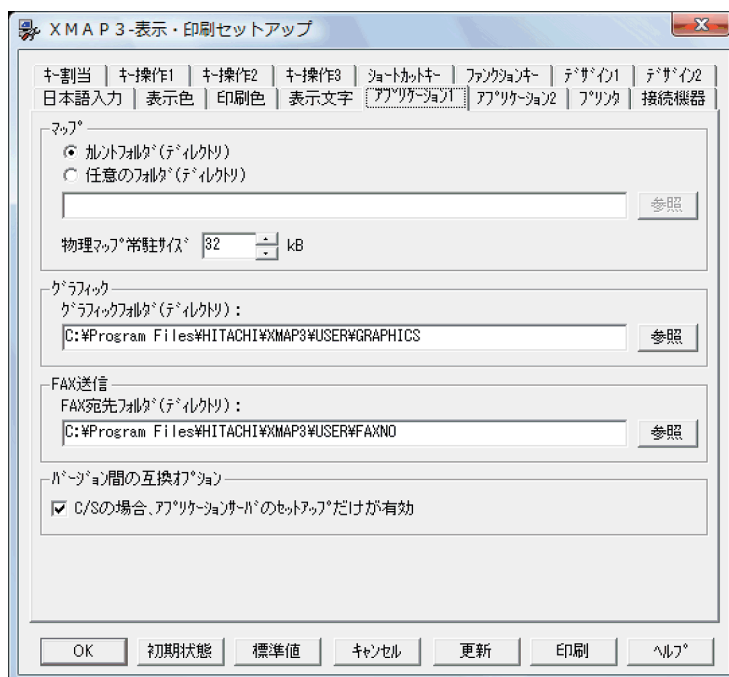 XMAP3-表示・印刷セットアップ
ｷｰ割当 ｷｰ操作1 ｷｰ操作2 ｷｰ操作3 ｼｮｰﾄｶｯﾄｷｰ ﾌｧﾝｸｼｮﾝｷｰ ﾃﾞｻﾞｲﾝ1 ﾃﾞｻﾞｲﾝ2
日本語入力 表示色 印刷色 表示文字 ｱﾌﾟﾘｹｰｼｮﾝ1 ｱﾌﾟﾘｹｰｼｮﾝ2 ﾌﾟﾘﾝﾀ 接続機器
ﾏｯﾌﾟ
ｶﾚﾝﾄﾌｫﾙﾀﾞ(ﾃﾞｨﾚｸﾄﾘ)
任意のﾌｫﾙﾀﾞ(ﾃﾞｨﾚｸﾄﾘ)
参照
物理ﾏｯﾌﾟ常駐ｻｲｽﾞ 32 kB
ｸﾞﾗﾌｨｯｸ
ｸﾞﾗﾌｨｯｸﾌｫﾙﾀﾞ(ﾃﾞｨﾚｸﾄﾘ):
C:¥Program Files¥HITACHI¥XMAP3¥USER¥GRAPHICS 参照
FAX送信
FAX宛先ﾌｫﾙﾀﾞ(ﾃﾞｨﾚｸﾄﾘ):
C:¥Program Files¥HITACHI¥XMAP3¥USER¥FAXNO 参照
ﾊﾞｰｼﾞｮﾝ間の互換ｵﾌﾟｼｮﾝ
C/Sの場合、ｱﾌﾟﾘｹｰｼｮﾝｻｰﾊﾞのｾｯﾄｱｯﾌﾟだけが有効
OK 初期状態 標準値 ｷｬﾝｾﾙ 更新 印刷 ﾍﾙﾌﾟ